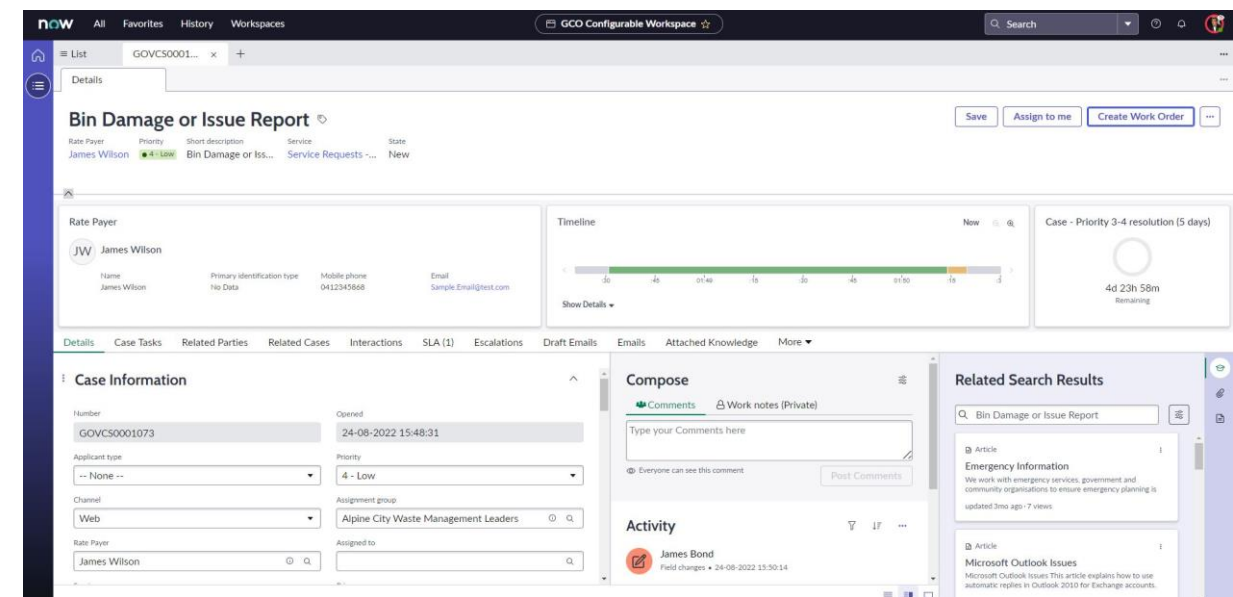 now All Favorites History Workspaces GCO Configurable Workspace Search
List GOVCS0001... × +
Details
Bin Damage or Issue Report
Save Assign to me Create Work Order
Rate Payer Priority Short description Service State
James Wilson 4 - Low Bin Damage or Iss... Service Requests -... New
Rate Payer
JW James Wilson
Name Primary identification type Mobile phone Email
James Wilson No Data 0412345868 Sample.Email@test.com
Timeline Now
:30 :45 :15 :30 :45 :15
Show Details
Case - Priority 3-4 resolution (5 days)
4d 23h 58m
Remaining
Details Case Tasks Related Parties Related Cases Interactions SLA (1) Escalations Draft Emails Emails Attached Knowledge More
Case Information
Number Opened
GOVCS0001073 24-08-2022 15:48:31
Applicant type Priority
-- None -- 4 - Low
Channel Assignment group
Web Alpine City Waste Management Leaders
Rate Payer Assigned to
James Wilson
Compose
Comments Work notes (Private)
Type your Comments here
Everyone can see this comment Post Comments
Activity
James Bond
Field changes • 24-08-2022 15:50:14
Related Search Results
Bin Damage or Issue Report
Article
Emergency Information
We work with emergency services, government and
community organisations to ensure emergency planning is
updated 3mo ago · 7 views
Article
Microsoft Outlook Issues
Microsoft Outlook Issues This article explains how to use
automatic replies in Outlook 2010 for Exchange accounts.